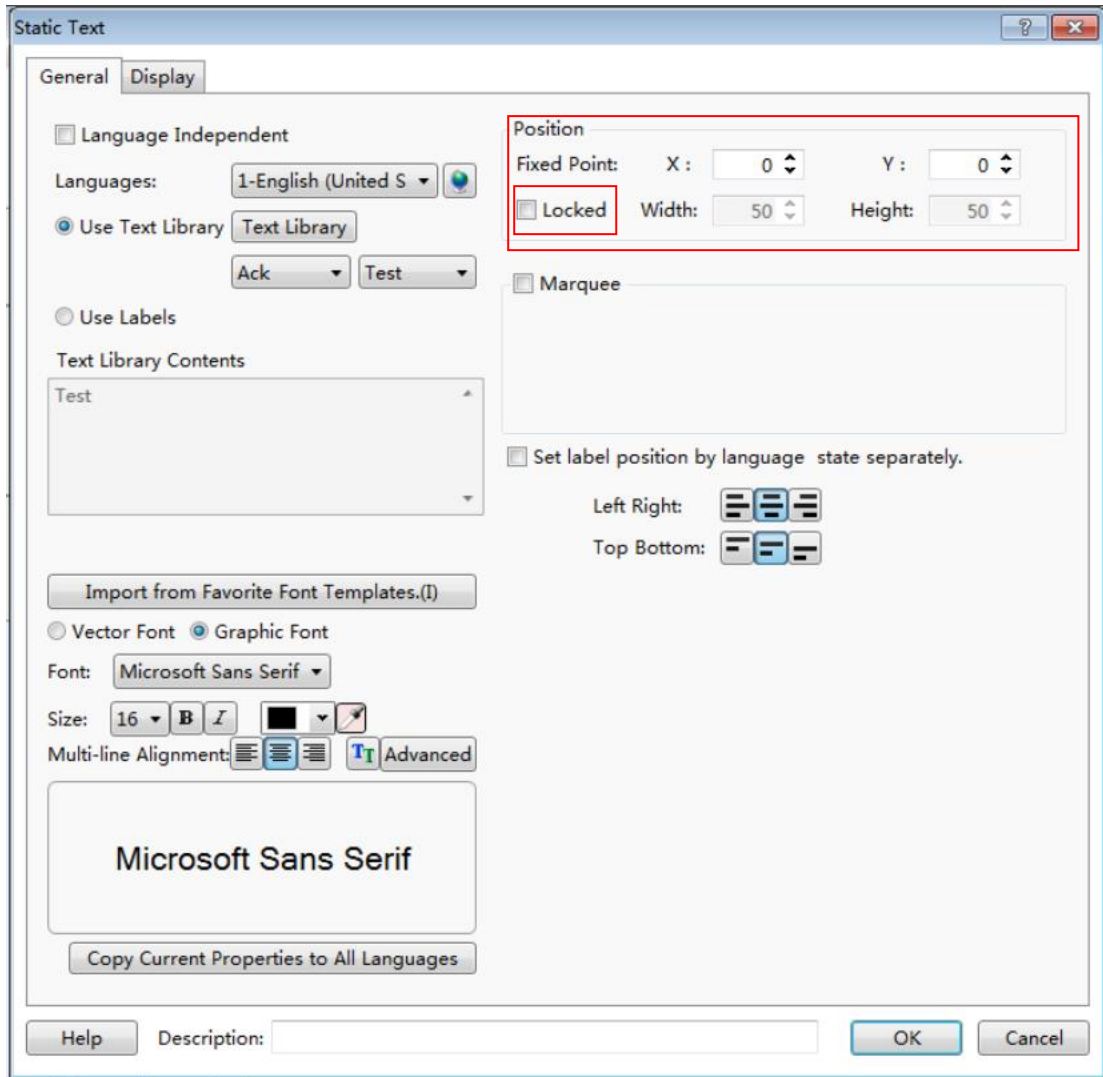 Static Text
General
Display
Language Independent
Languages:
1-English (United S
Use Text Library
Text Library
Ack
Test
Use Labels
Text Library Contents
Test
Import from Favorite Font Templates.(I)
Vector Font
Graphic Font
Font:
Microsoft Sans Serif
Size:
16
B
I
Multi-line Alignment:
TT
Advanced
Microsoft Sans Serif
Copy Current Properties to All Languages
Position
Fixed Point:
X :
0
Y :
0
Locked
Width:
50
Height:
50
Marquee
Set label position by language state separately.
Left Right:
Top Bottom:
Help
Description:
OK
Cancel